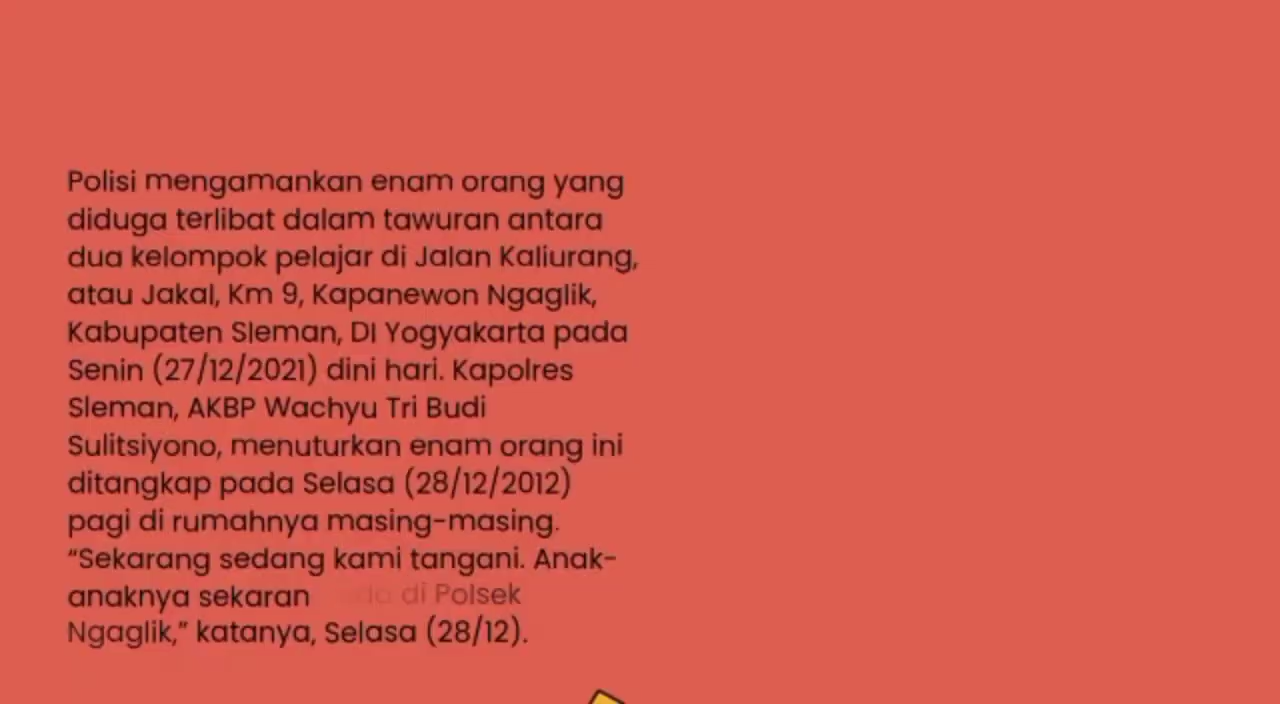 Polisi mengamankan enam orang yang
diduga terlibat dalam tawuran antara
dua kelompok pelajar di Jalan Kaliurang,
atau Jakal, Km 9, Kapanewon Ngaglik,
Kabupaten Sleman, DI Yogyakarta pada
Senin (27/12/2021) dini hari. Kapolres
Sleman, AKBP Wachyu Tri Budi
Sulitsiyono, menuturkan enam orang ini
ditangkap pada Selasa (28/12/2012)
pagi di rumahnya masing-masing.
“Sekarang sedang kami tangani. Anak-
anaknya sekaran di Polsek
Ngaglik,” katanya, Selasa (28/12).